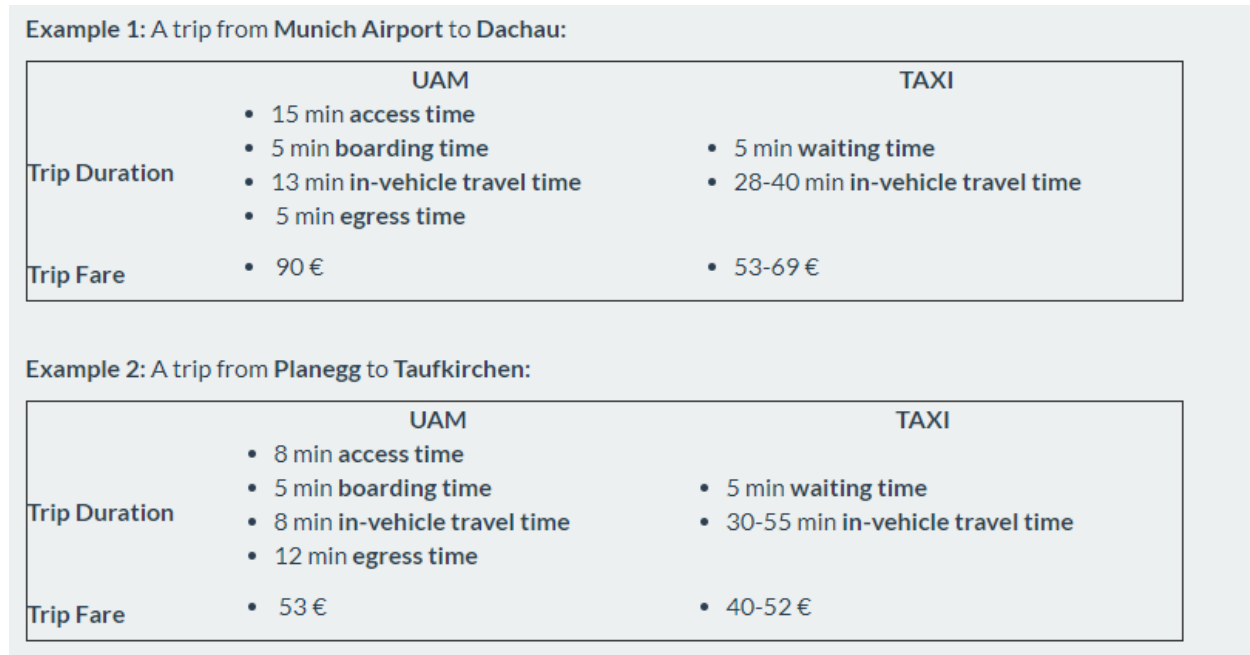 Example 1: A trip from Munich Airport to Dachau:
UAM TAXI
• 15 min access time
• 5 min boarding time • 5 min waiting time
Trip Duration
• 13 min in-vehicle travel time • 28-40 min in-vehicle travel time
• 5 min egress time
Trip Fare • 90 € • 53-69 €
Example 2: A trip from Planegg to Taufkirchen:
UAM TAXI
• 8 min access time
• 5 min boarding time • 5 min waiting time
Trip Duration
• 8 min in-vehicle travel time • 30-55 min in-vehicle travel time
• 12 min egress time
Trip Fare • 53 € • 40-52 €